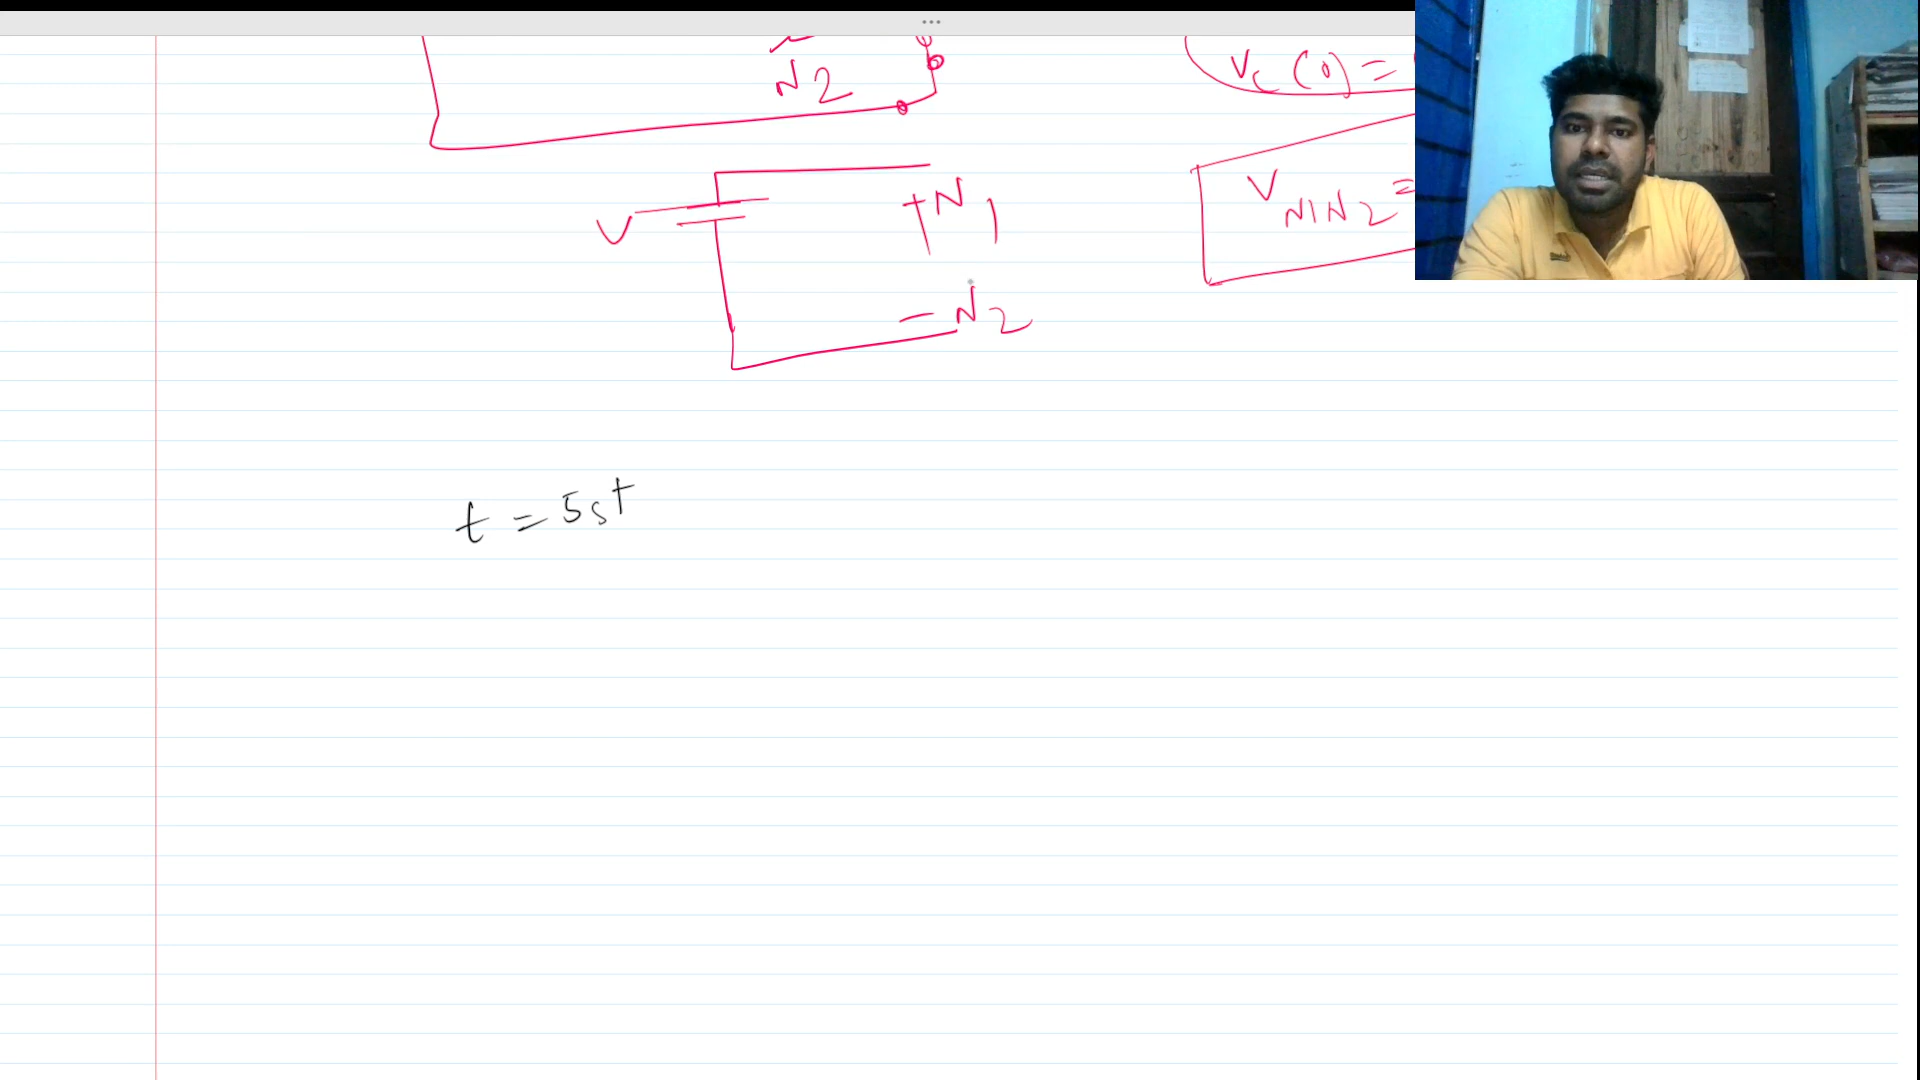 N2
Vc (0) =
V
+ N1
VN1N2 =
- N2
t = 5s+